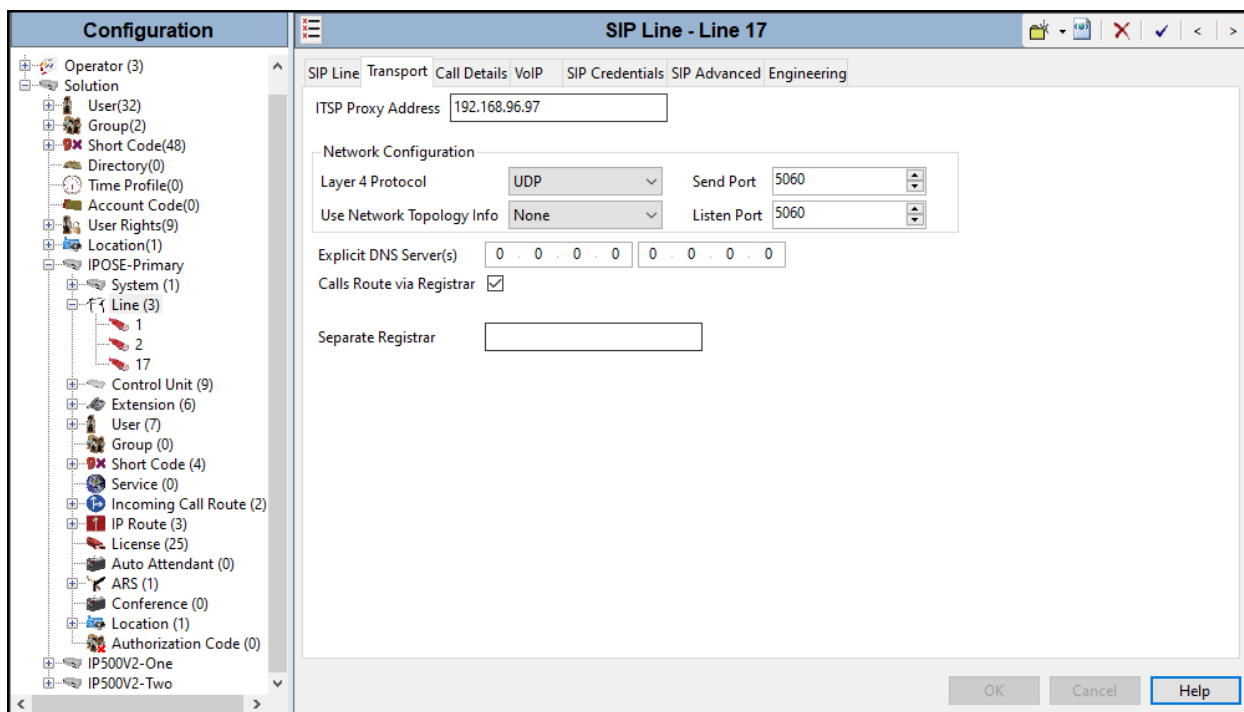 Configuration
Operator (3)
Solution
User(32)
Group(2)
Short Code(48)
Directory(0)
Time Profile(0)
Account Code(0)
User Rights(9)
Location(1)
IPOSE-Primary
System (1)
Line (3)
1
2
17
Control Unit (9)
Extension (6)
User (7)
Group (0)
Short Code (4)
Service (0)
Incoming Call Route (2)
IP Route (3)
License (25)
Auto Attendant (0)
ARS (1)
Conference (0)
Location (1)
Authorization Code (0)
IP500V2-One
IP500V2-Two
SIP Line - Line 17
SIP Line Transport Call Details VoIP SIP Credentials SIP Advanced Engineering
ITSP Proxy Address 192.168.96.97
Network Configuration
Layer 4 Protocol UDP Send Port 5060
Use Network Topology Info None Listen Port 5060
Explicit DNS Server(s) 0 . 0 . 0 . 0 0 . 0 . 0 . 0
Calls Route via Registrar
Separate Registrar
OK Cancel Help